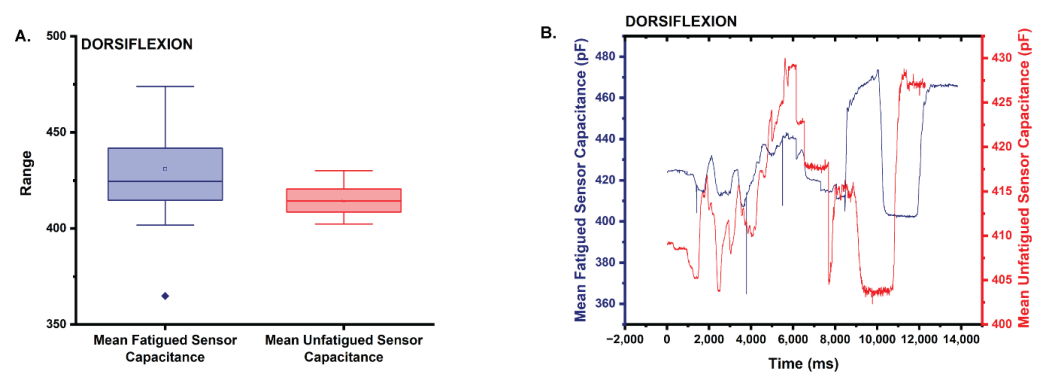 A.
DORSIFLEXION
500
450
400
350
Range
Mean Fatigued Sensor
Capacitance
Mean Unfatigued Sensor
Capacitance
B.
DORSIFLEXION
Mean Fatigued Sensor Capacitance (pF)
480
460
440
420
400
380
360
−2,000 0 2,000 4,000 6,000 8,000 10,000 12,000 14,000
Time (ms)
430
425
420
415
410
405
400
Mean Unfatigued Sensor Capacitance (pF)